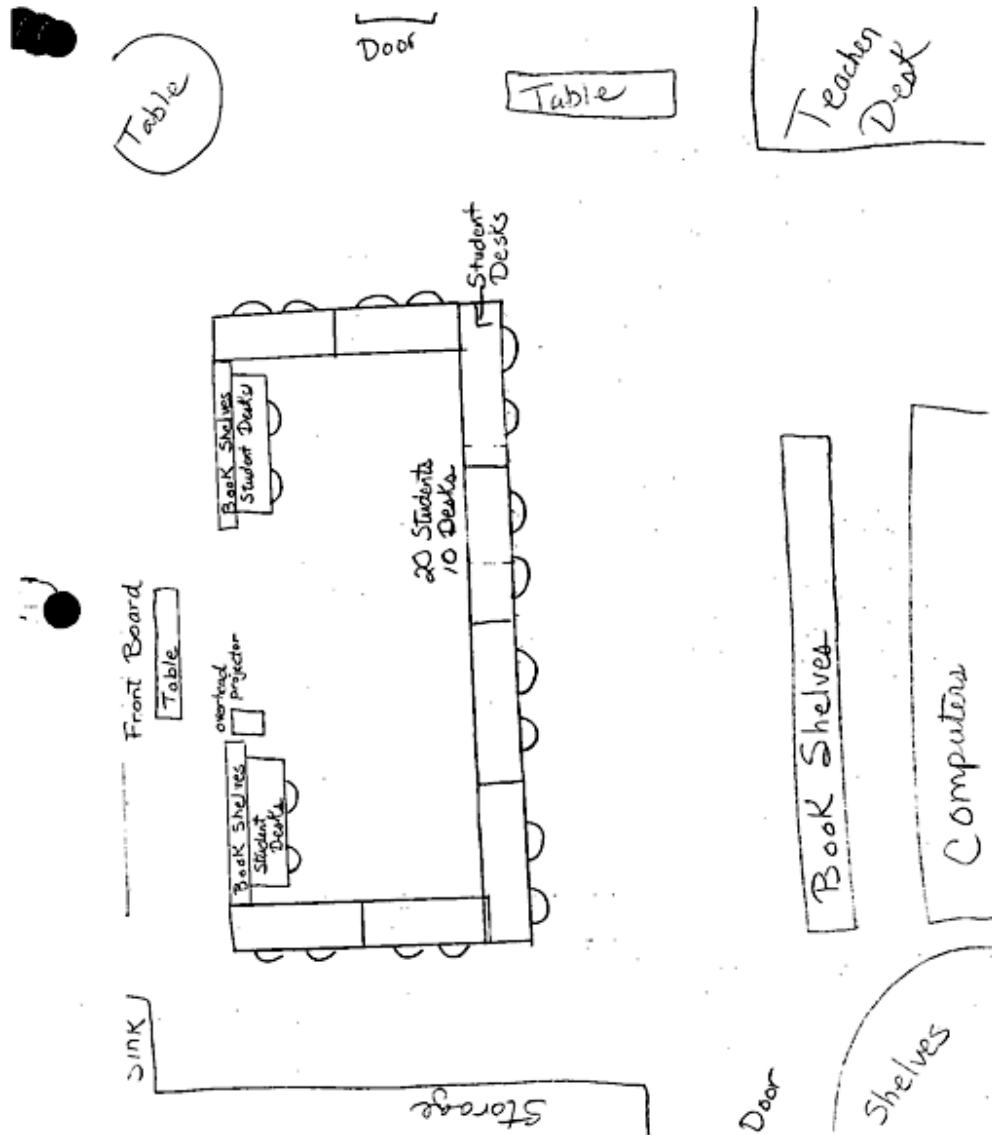 Door
Table
Table
Teacher
Desk
Student
Desks
Book Shelves
Student Desks
20 Students
10 Desks
Front Board
Table
overhead
projector
Book Shelves
Student
Desks
Book Shelves
Computers
Sink
Storage
Door
Shelves